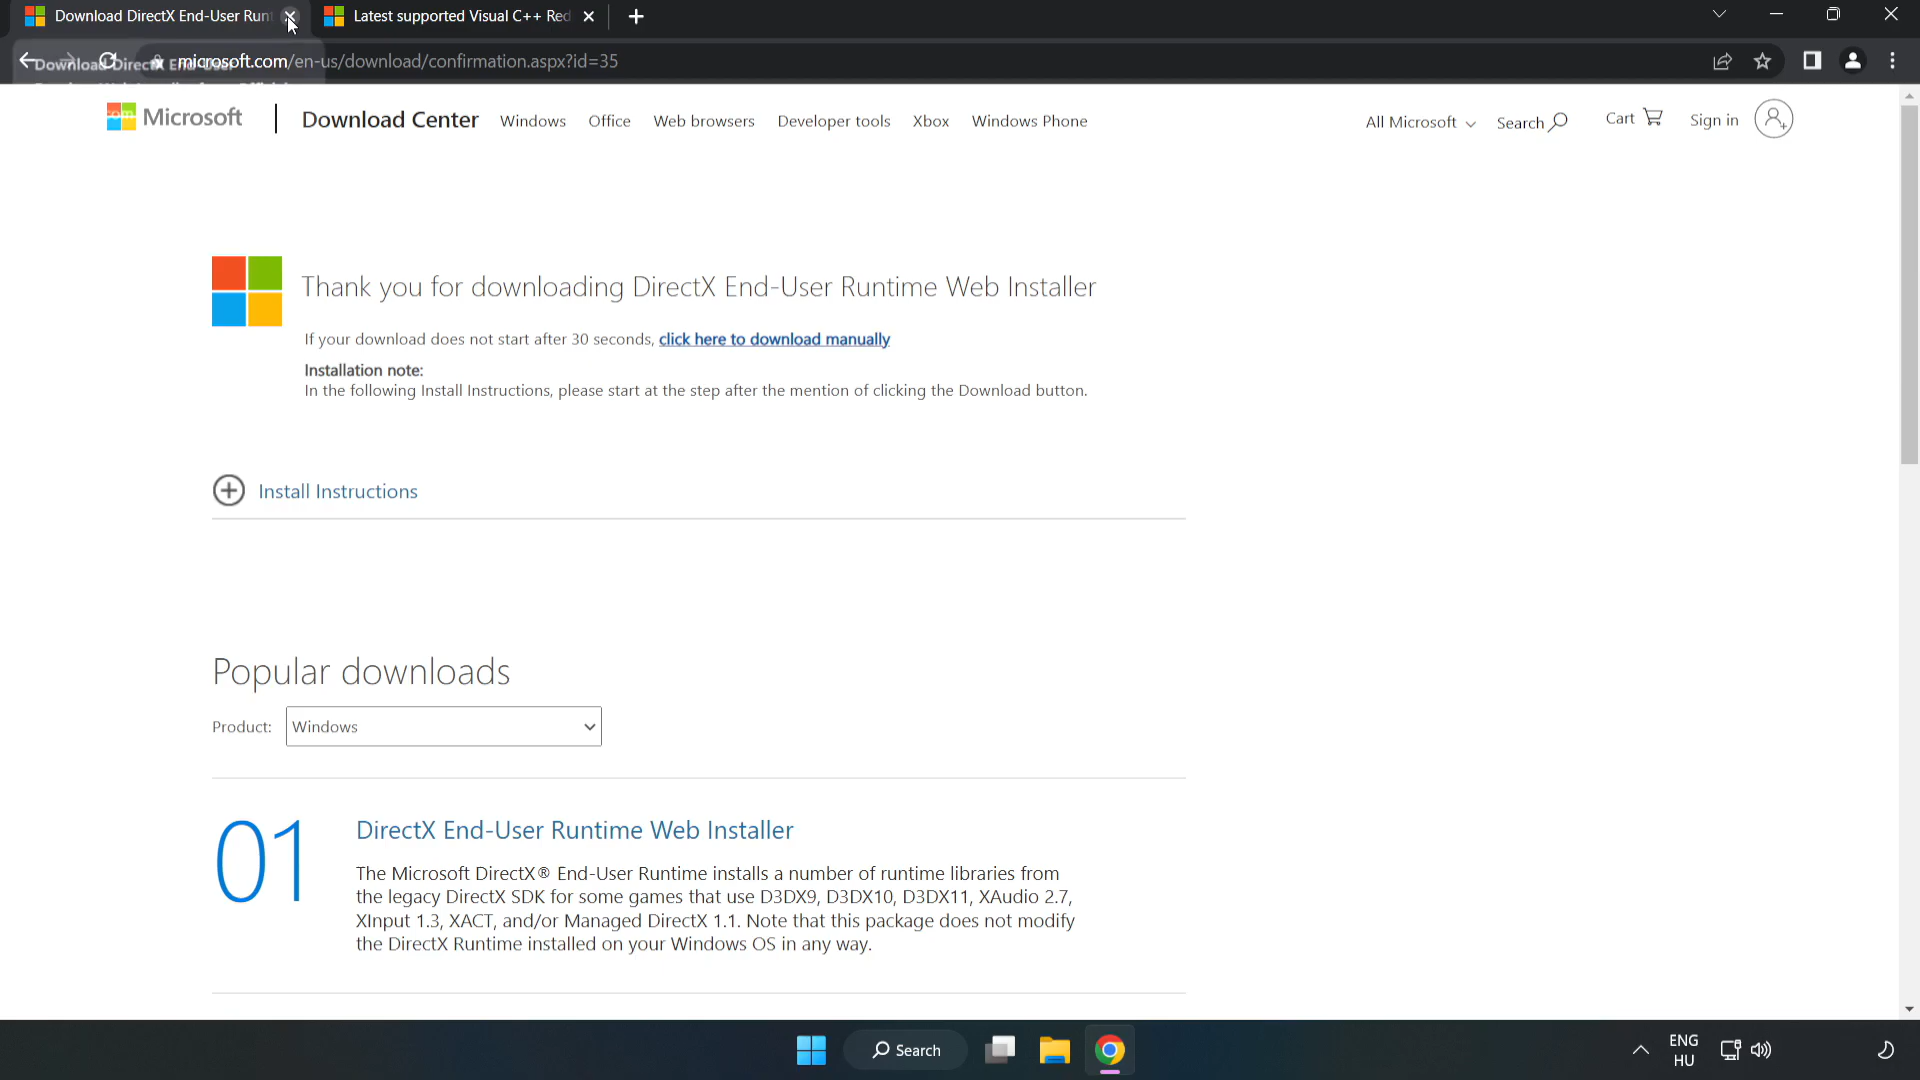 Download DirectX End-User Runt
Latest supported Visual C++ Red
microsoft.com/en-us/download/confirmation.aspx?id=35
Download DirectX End-User
Microsoft
Download Center
Windows
Office
Web browsers
Developer tools
Xbox
Windows Phone
All Microsoft
Search
Cart
Sign in
Thank you for downloading DirectX End-User Runtime Web Installer
If your download does not start after 30 seconds, click here to download manually
Installation note:
In the following Install Instructions, please start at the step after the mention of clicking the Download button.
Install Instructions
Popular downloads
Product:
Windows
01
DirectX End-User Runtime Web Installer
The Microsoft DirectX® End-User Runtime installs a number of runtime libraries from
the legacy DirectX SDK for some games that use D3DX9, D3DX10, D3DX11, XAudio 2.7,
XInput 1.3, XACT, and/or Managed DirectX 1.1. Note that this package does not modify
the DirectX Runtime installed on your Windows OS in any way.
Search
ENG
HU